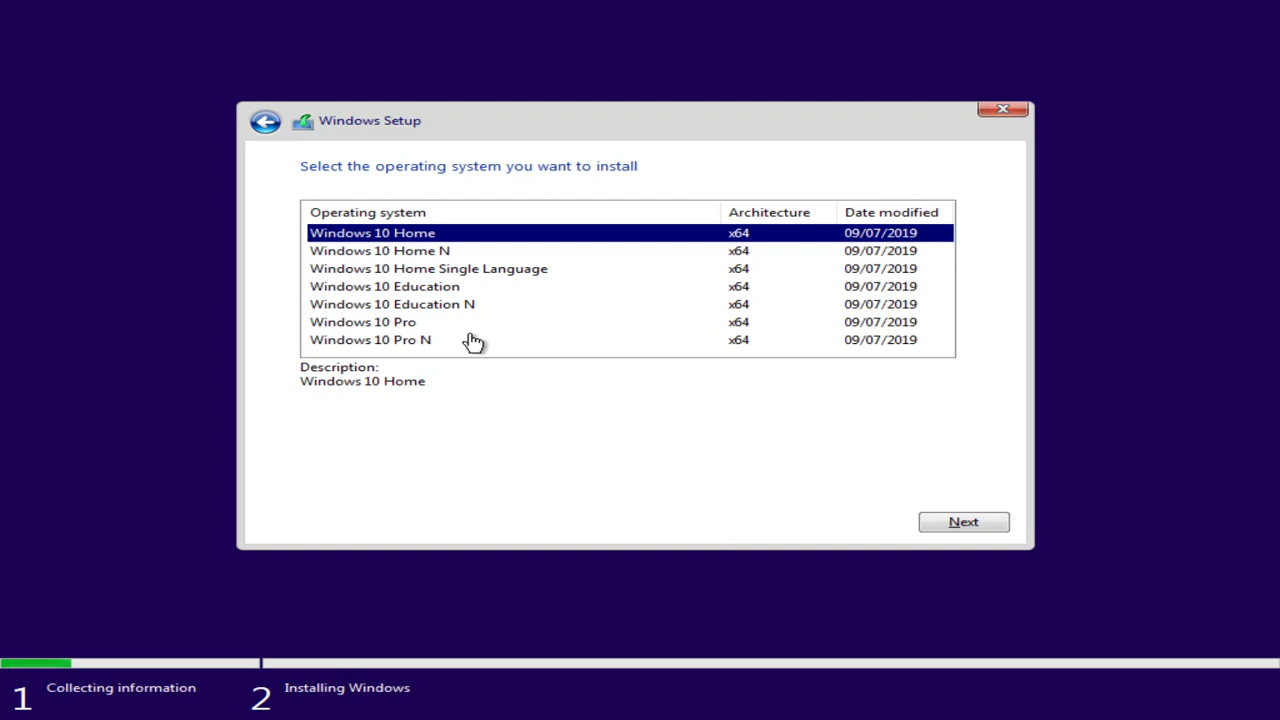 Windows Setup
Select the operating system you want to install
Operating system Architecture Date modified
Windows 10 Home x64 09/07/2019
Windows 10 Home N x64 09/07/2019
Windows 10 Home Single Language x64 09/07/2019
Windows 10 Education x64 09/07/2019
Windows 10 Education N x64 09/07/2019
Windows 10 Pro x64 09/07/2019
Windows 10 Pro N x64 09/07/2019
Description:
Windows 10 Home
Next
1 Collecting information 2 Installing Windows